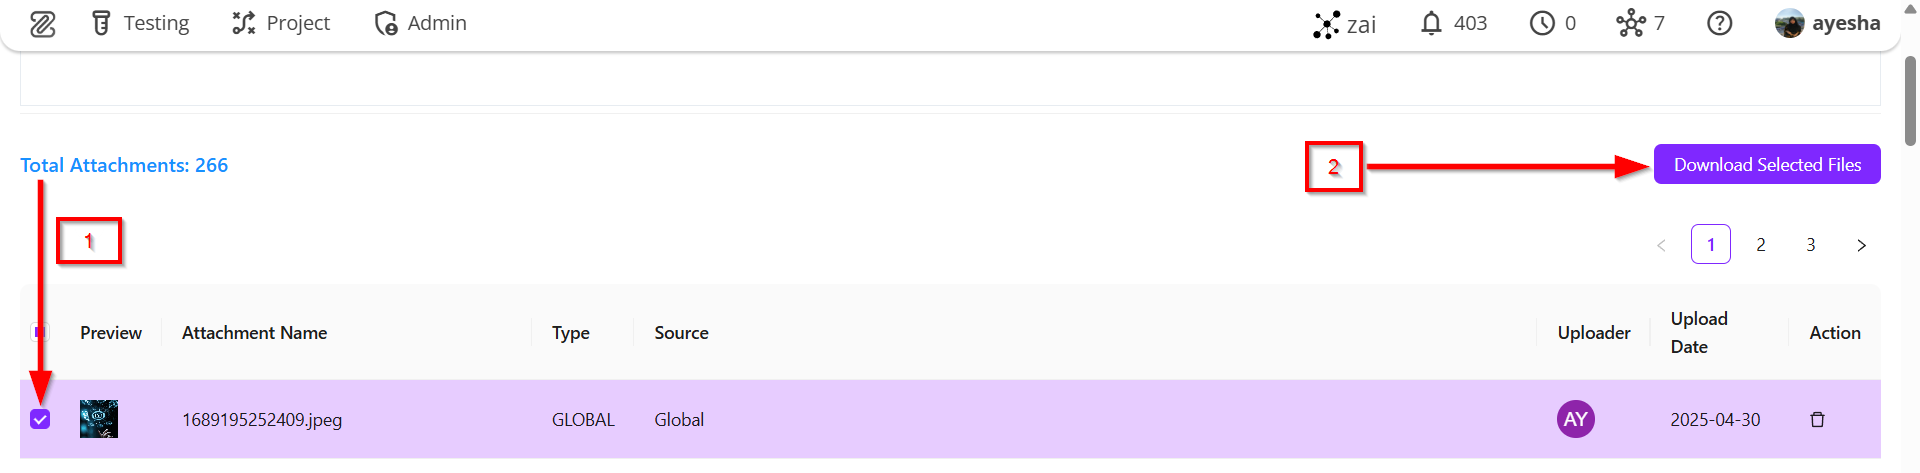 Testing Project Admin zai 403 0 7 ayesha
Total Attachments: 266
2 Download Selected Files
1
1 2 3
Preview Attachment Name Type Source Uploader Upload Date Action
1689195252409.jpeg GLOBAL Global AY 2025-04-30